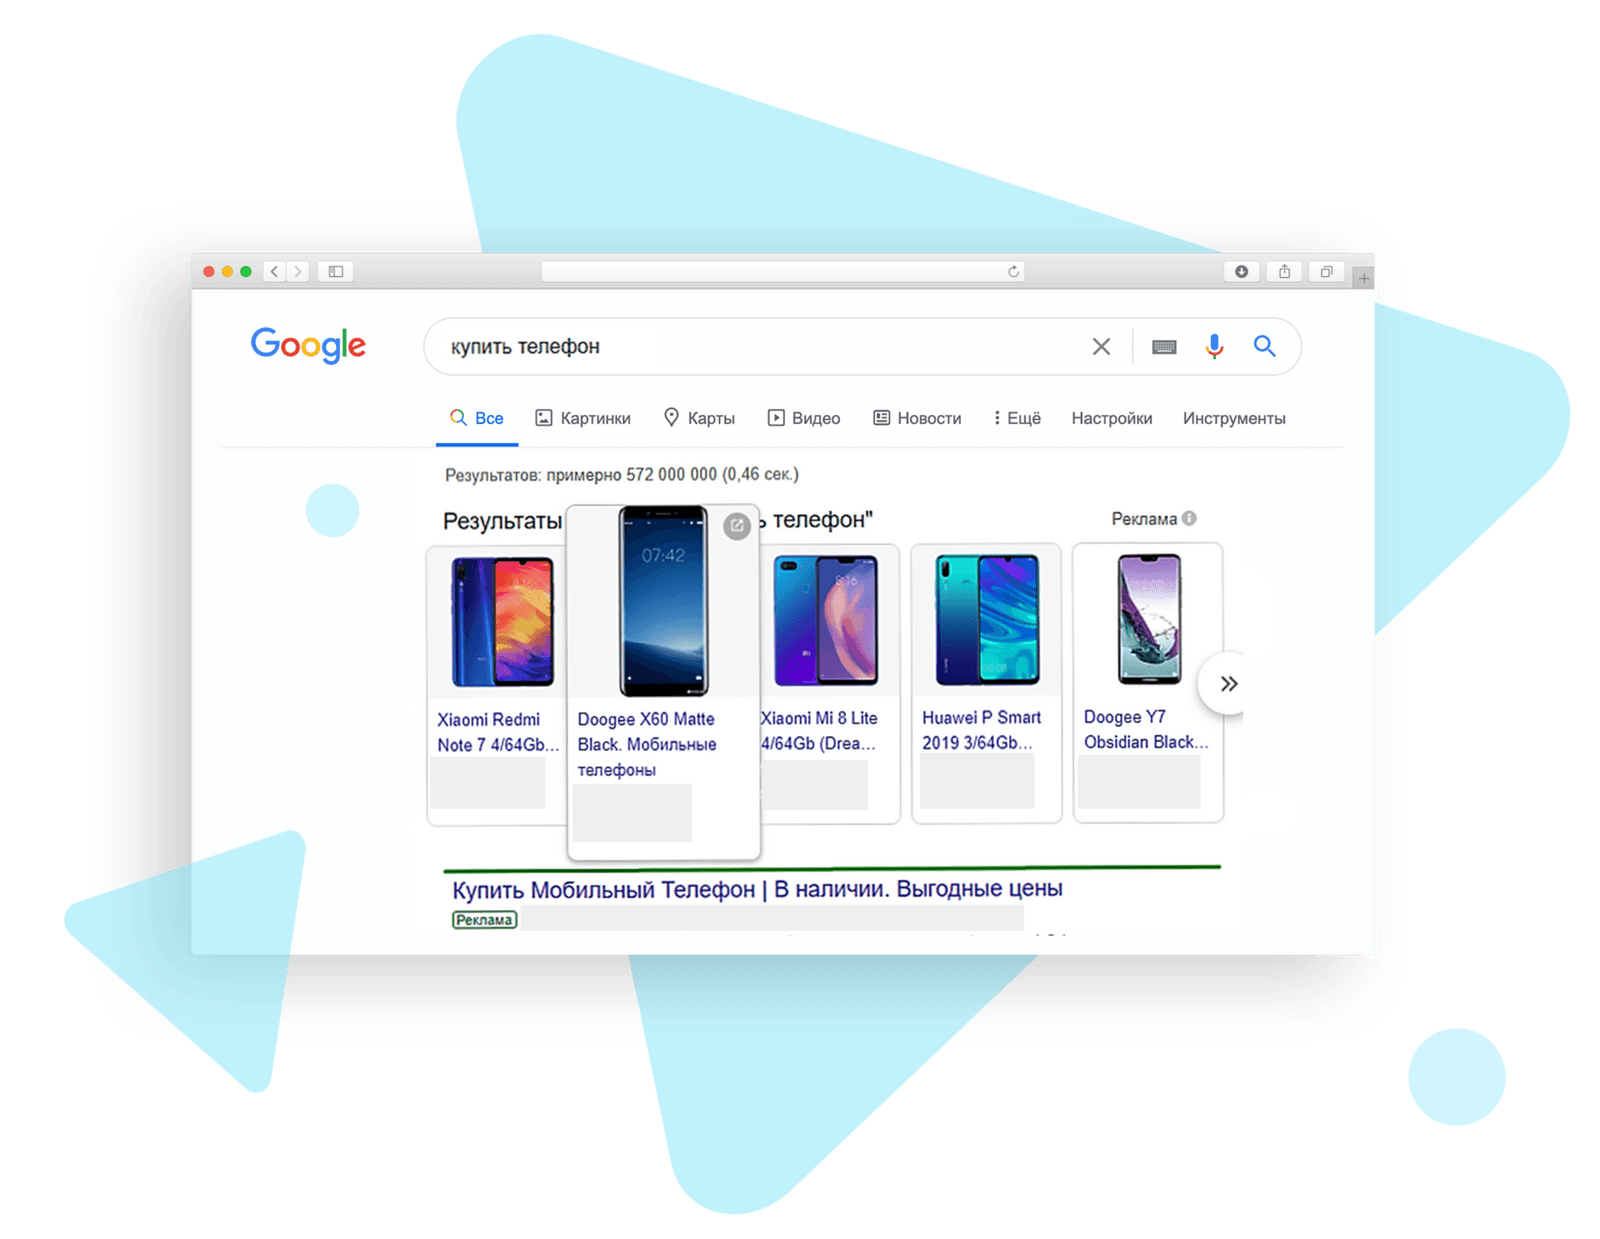 Google
купить телефон
Все Картинки Карты Видео Новости Ещё Настройки Инструменты
Результатов: примерно 572 000 000 (0,46 сек.)
Результаты телефон"
Реклама
07:42
8:16
Xiaomi Redmi
Note 7 4/64Gb...
Doogee X60 Matte
Black. Мобильные
телефоны
Xiaomi Mi 8 Lite
4/64Gb (Drea...
Huawei P Smart
2019 3/64Gb...
Doogee Y7
Obsidian Black...
Купить Мобильный Телефон | В наличии. Выгодные цены
Реклама